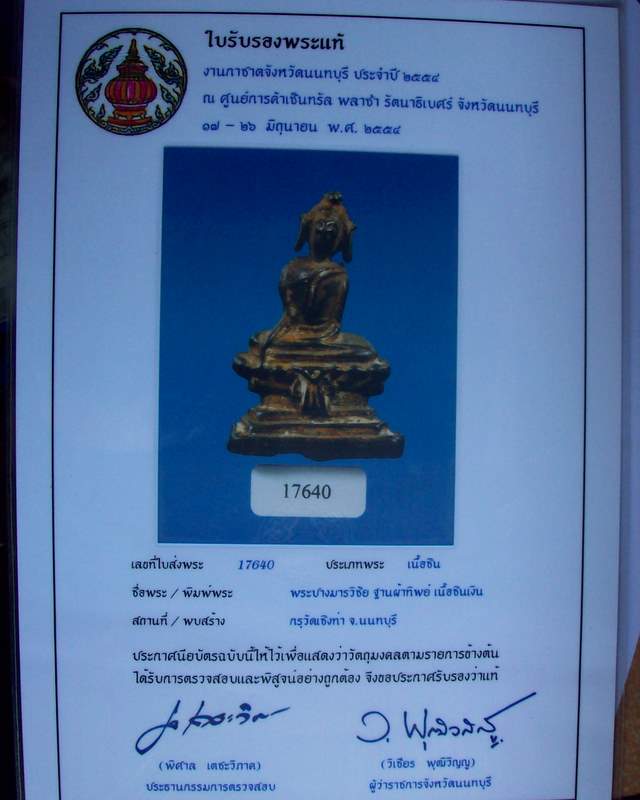 ใบรับรองพระแท้
งานกาชาดจังหวัดนนทบุรี ประจำปี ๒๕๕๔
ณ ศูนย์การค้าเซ็นทรัล พลาซ่า รัตนาธิเบศร์ จังหวัดนนทบุรี
๑๗ – ๒๖ มิถุนายน พ.ศ. ๒๕๕๔
17640
เลขที่ใบส่งพระ 17640 ประเภทพระ เนื้อชิน
ชื่อพระ / พิมพ์พระ พระปางมารวิชัย ฐานผ้าทิพย์ เนื้อชินเงิน
สถานที่ / พบสร้าง กรุวัดเชิงท่า จ.นนทบุรี
ประกาศนียบัตรฉบับนี้ให้ไว้เพื่อแสดงว่าวัตถุมงคลตามรายการข้างต้น
ได้รับการตรวจสอบและพิสูจน์อย่างถูกต้อง จึงขอประกาศรับรองว่าแท้
(พิศาล เตชะวิภาค) (วิเชียร พุฒิวิญญู)
ประธานกรรมการตรวจสอบ ผู้ว่าราชการจังหวัดนนทบุรี